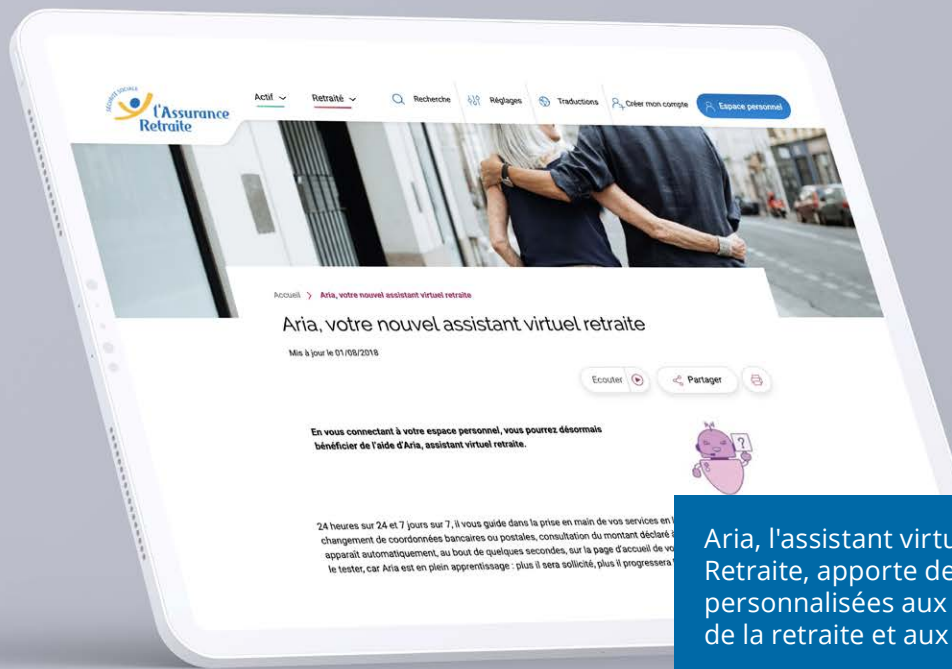 SÉCURITÉ SOCIALE
l'Assurance
Retraite
Actif
Retraité
Recherche
Réglages
Traductions
Créer mon compte
Espace personnel
Accueil > Aria, votre nouvel assistant virtuel retraite
Aria, votre nouvel assistant virtuel retraite
Mis à jour le 01/08/2018
Ecouter
Partager
En vous connectant à votre espace personnel, vous pourrez désormais
bénéficier de l'aide d'Aria, assistant virtuel retraite.
?
24 heures sur 24 et 7 jours sur 7, il vous guide dans la prise en main de vos services en
changement de coordonnées bancaires ou postales, consultation du montant déclaré
apparaît automatiquement, au bout de quelques secondes, sur la page d'accueil de
le tester, car Aria est en plein apprentissage : plus il sera sollicité, plus il progressera
Aria, l'assistant
Retraite, apporte
personnalisées aux
de la retraite et aux